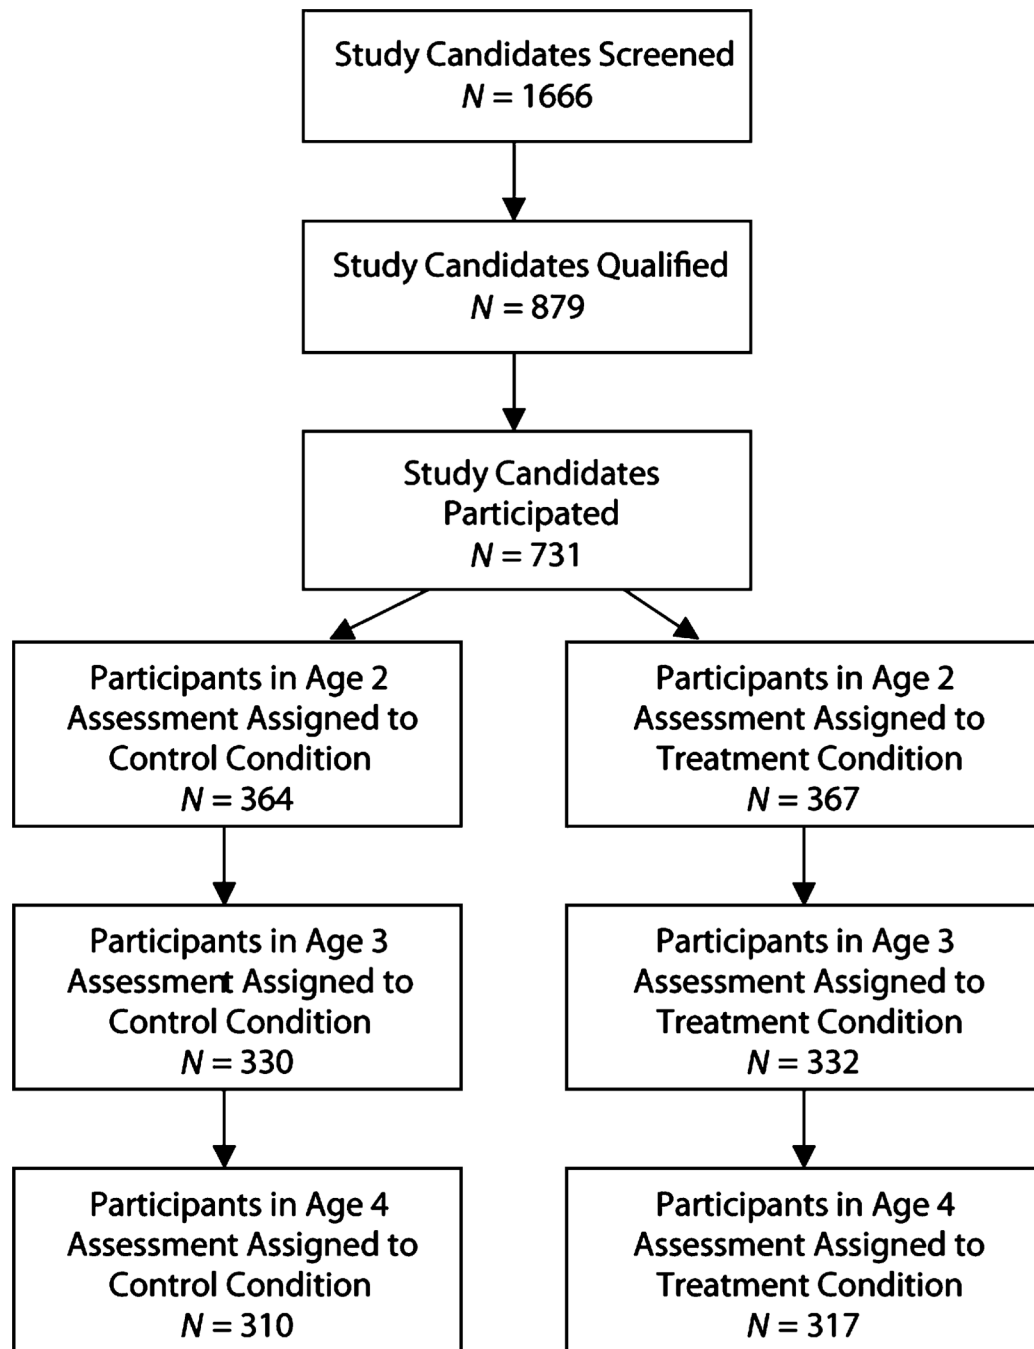 Study Candidates Screened
N = 1666
Study Candidates Qualified
N = 879
Study Candidates
Participated
N = 731
Participants in Age 2
Assessment Assigned to
Control Condition
N = 364
Participants in Age 2
Assessment Assigned to
Treatment Condition
N = 367
Participants in Age 3
Assessment Assigned to
Control Condition
N = 330
Participants in Age 3
Assessment Assigned to
Treatment Condition
N = 332
Participants in Age 4
Assessment Assigned to
Control Condition
N = 310
Participants in Age 4
Assessment Assigned to
Treatment Condition
N = 317